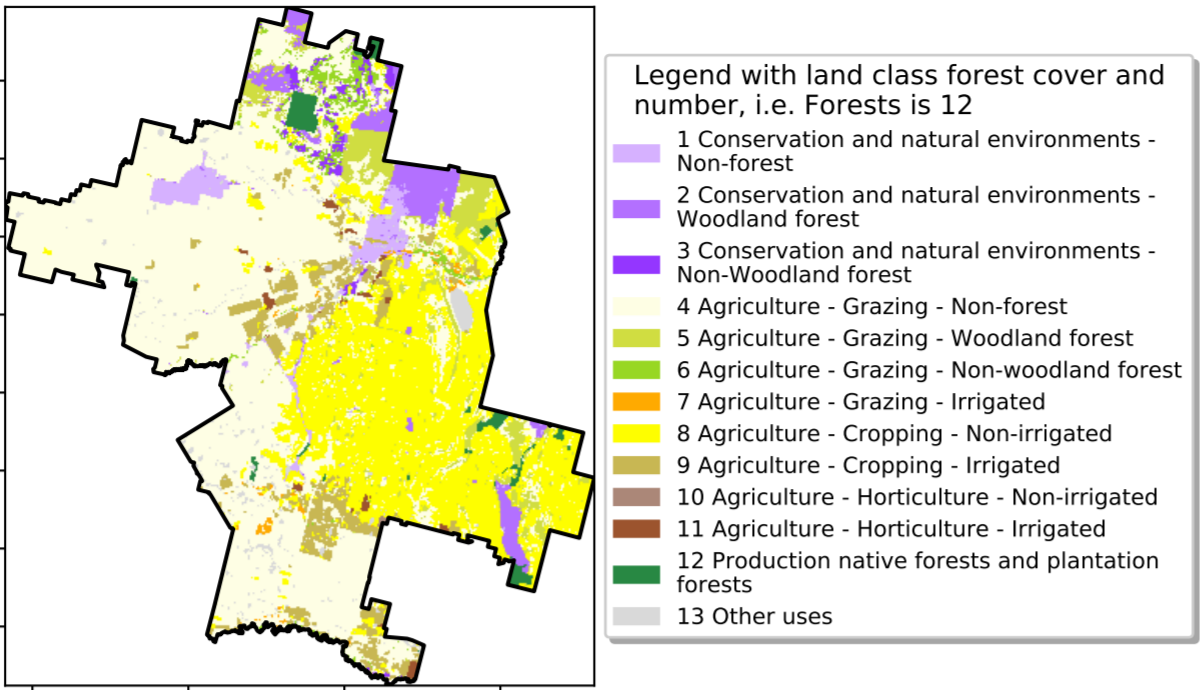 Legend with land class forest cover and
number, i.e. Forests is 12
1 Conservation and natural environments -
Non-forest
2 Conservation and natural environments -
Woodland forest
3 Conservation and natural environments -
Non-Woodland forest
4 Agriculture - Grazing - Non-forest
5 Agriculture - Grazing - Woodland forest
6 Agriculture - Grazing - Non-woodland forest
7 Agriculture - Grazing - Irrigated
8 Agriculture - Cropping - Non-irrigated
9 Agriculture - Cropping - Irrigated
10 Agriculture - Horticulture - Non-irrigated
11 Agriculture - Horticulture - Irrigated
12 Production native forests and plantation
forests
13 Other uses